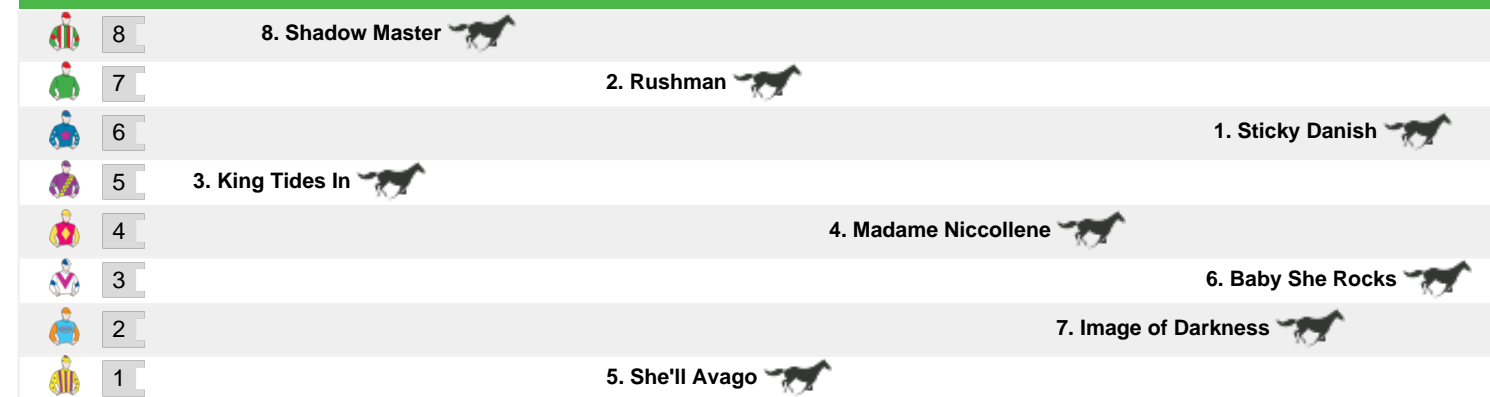 8 8. Shadow Master
7 2. Rushman
6 1. Sticky Danish
5 3. King Tides In
4 4. Madame Niccollene
3 6. Baby She Rocks
2 7. Image of Darkness
1 5. She'll Avago